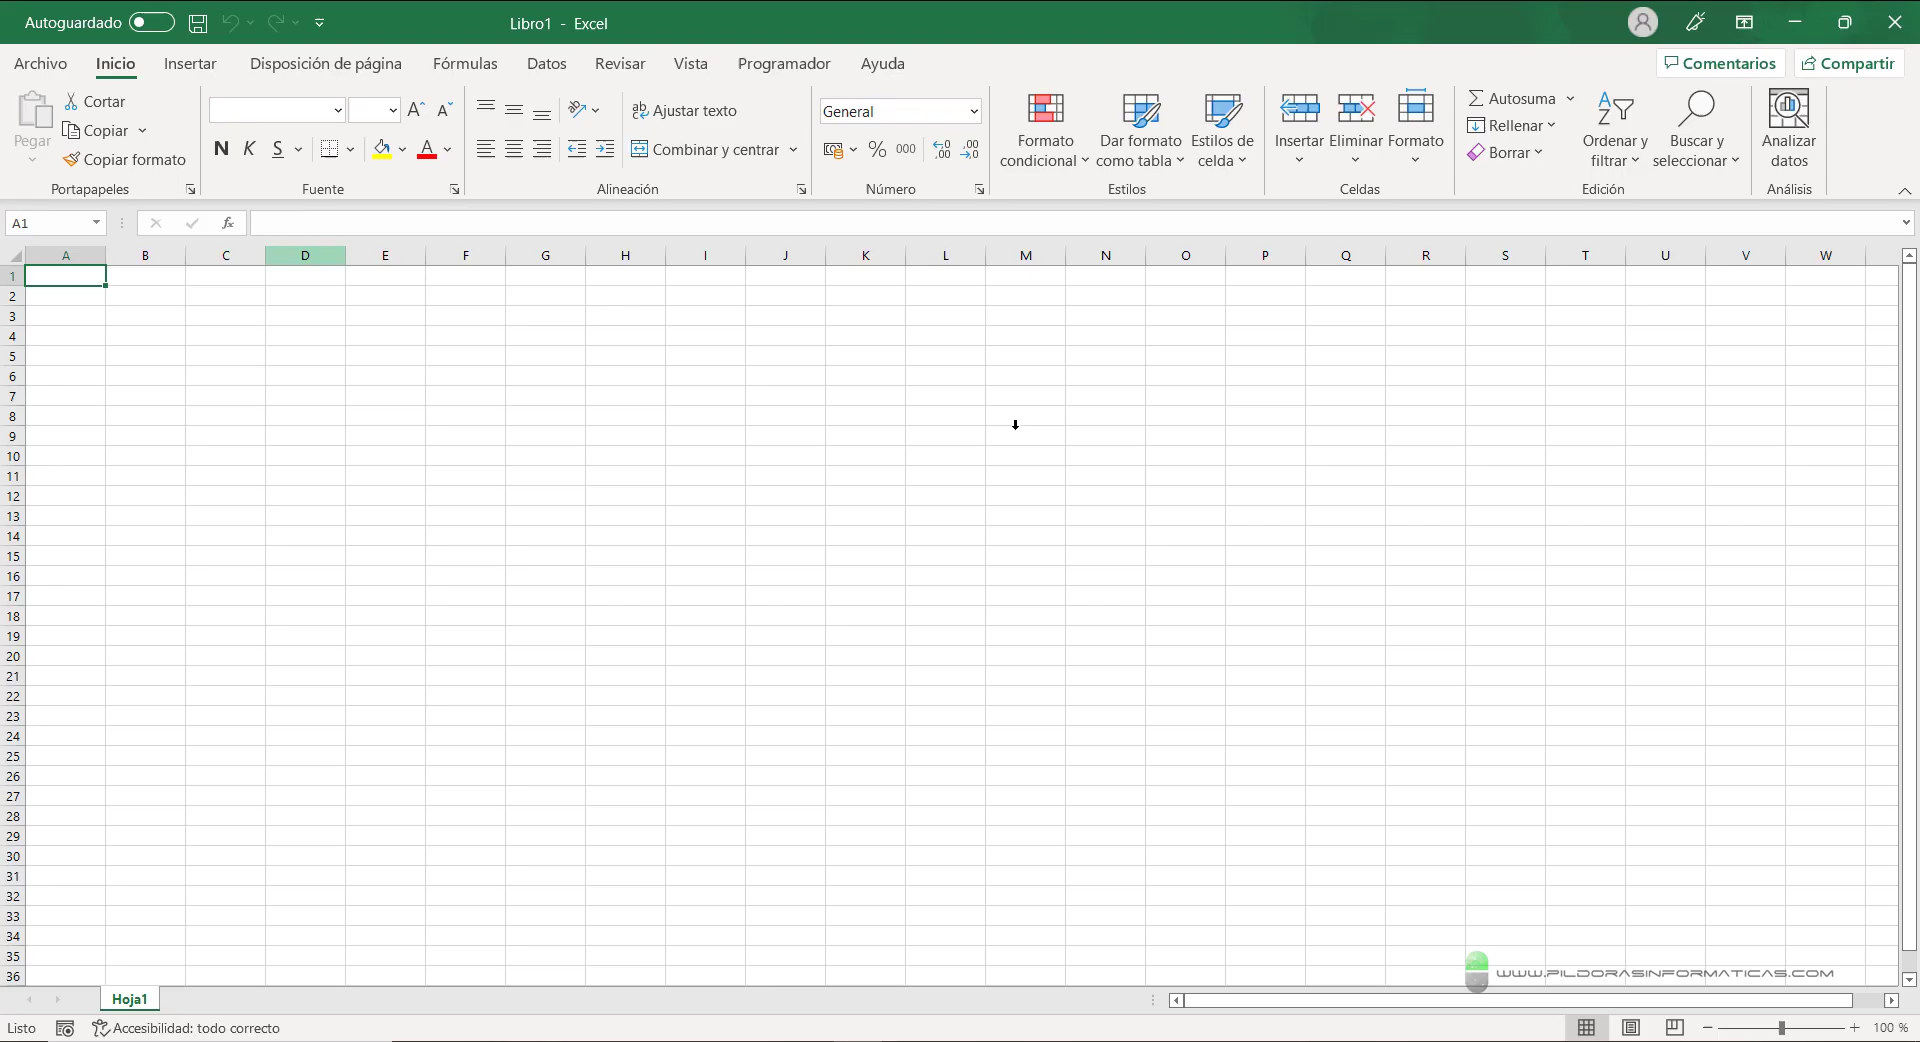 Autoguardado
Libro1 - Excel
Archivo Inicio Insertar Disposición de página Fórmulas Datos Revisar Vista Programador Ayuda Comentarios Compartir
Pegar
Cortar
Copiar
Copiar formato
Portapapeles
N K S A
Fuente
Ajustar texto
Combinar y centrar
Alineación
General
% 000
Número
Formato condicional
Dar formato como tabla
Estilos de celda
Estilos
Insertar Eliminar Formato
Celdas
Autosuma
Rellenar
Borrar
Ordenar y filtrar
Buscar y seleccionar
Edición
Analizar datos
Análisis
A1 fx
A B C D E F G H I J K L M N O P Q R S T U V W
1
2
3
4
5
6
7
8
9
10
11
12
13
14
15
16
17
18
19
20
21
22
23
24
25
26
27
28
29
30
31
32
33
34
35
36
WWW.PILDORASINFORMATICAS.COM
Hoja1
Listo Accesibilidad: todo correcto 100 %